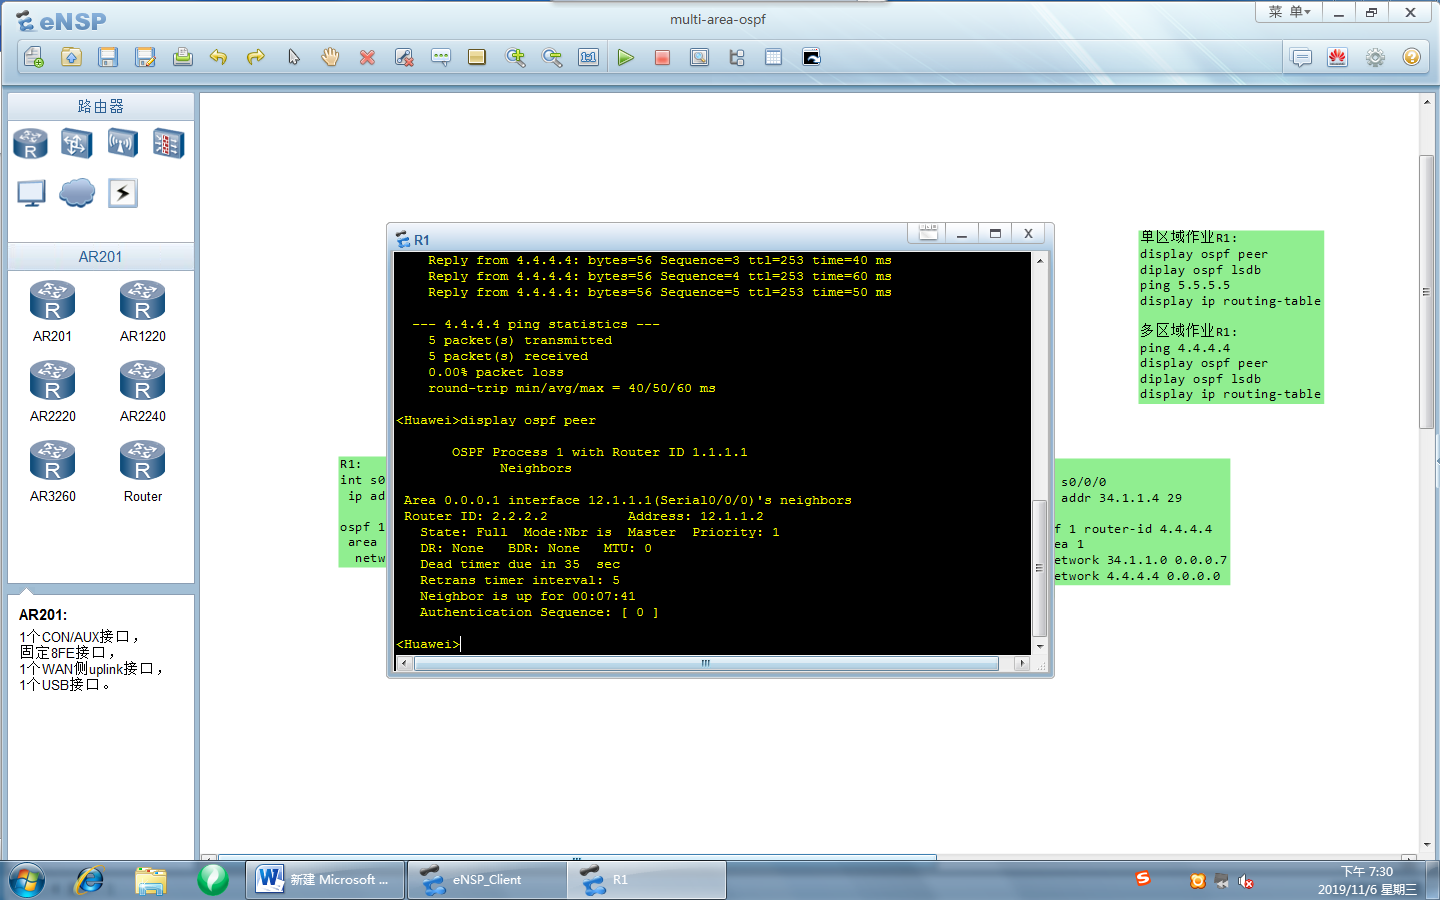 eNSP
multi-area-ospf
菜 单
路由器
AR201
AR201
AR1220
AR2220
AR2240
AR3260
Router
AR201:
1个CON/AUX接口，
固定8FE接口，
1个WAN侧uplink接口，
1个USB接口。
R1:
int s0
ip ad
ospf 1
area
netw
R1
Reply from 4.4.4.4: bytes=56 Sequence=3 ttl=253 time=40 ms
Reply from 4.4.4.4: bytes=56 Sequence=4 ttl=253 time=60 ms
Reply from 4.4.4.4: bytes=56 Sequence=5 ttl=253 time=50 ms
--- 4.4.4.4 ping statistics ---
5 packet(s) transmitted
5 packet(s) received
0.00% packet loss
round-trip min/avg/max = 40/50/60 ms
<Huawei>display ospf peer
OSPF Process 1 with Router ID 1.1.1.1
Neighbors
Area 0.0.0.1 interface 12.1.1.1(Serial0/0/0)'s neighbors
Router ID: 2.2.2.2 Address: 12.1.1.2
State: Full Mode:Nbr is Master Priority: 1
DR: None BDR: None MTU: 0
Dead timer due in 35 sec
Retrans timer interval: 5
Neighbor is up for 00:07:41
Authentication Sequence: [ 0 ]
<Huawei>
单区域作业R1:
display ospf peer
diplay ospf lsdb
ping 5.5.5.5
display ip routing-table
多区域作业R1:
ping 4.4.4.4
display ospf peer
diplay ospf lsdb
display ip routing-table
s0/0/0
addr 34.1.1.4 29
f 1 router-id 4.4.4.4
ea 1
etwork 34.1.1.0 0.0.0.7
etwork 4.4.4.4 0.0.0.0
新建 Microsoft ...
eNSP_Client
R1
下午 7:30
2019/11/6 星期三